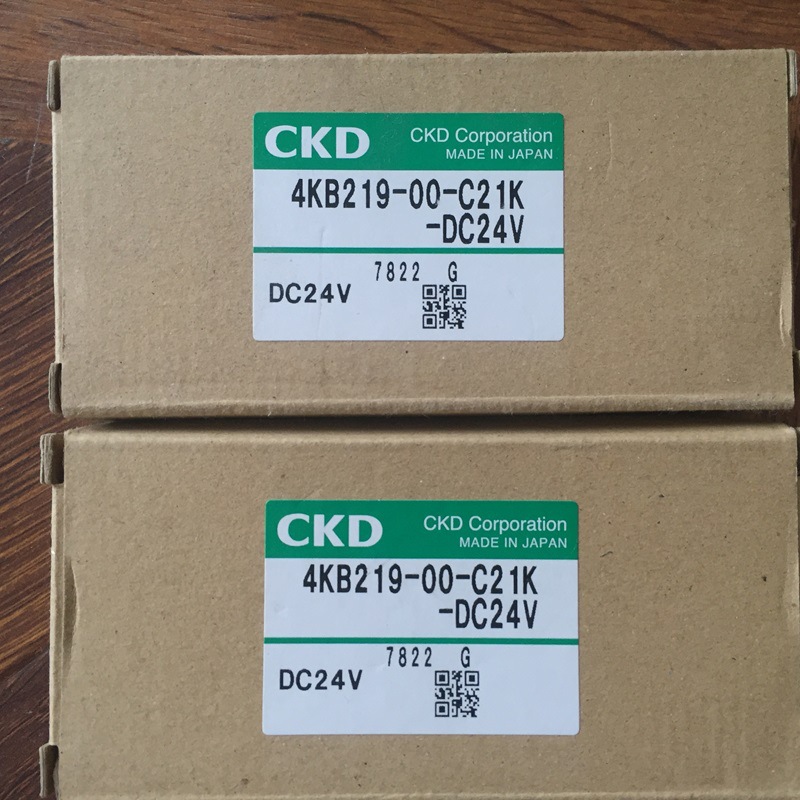 CKD CKD Corporation
MADE IN JAPAN
4KB219-00-C21K
-DC24V
7822 G
DC24V
CKD CKD Corporation
MADE IN JAPAN
4KB219-00-C21K
-DC24V
7822 G
DC24V